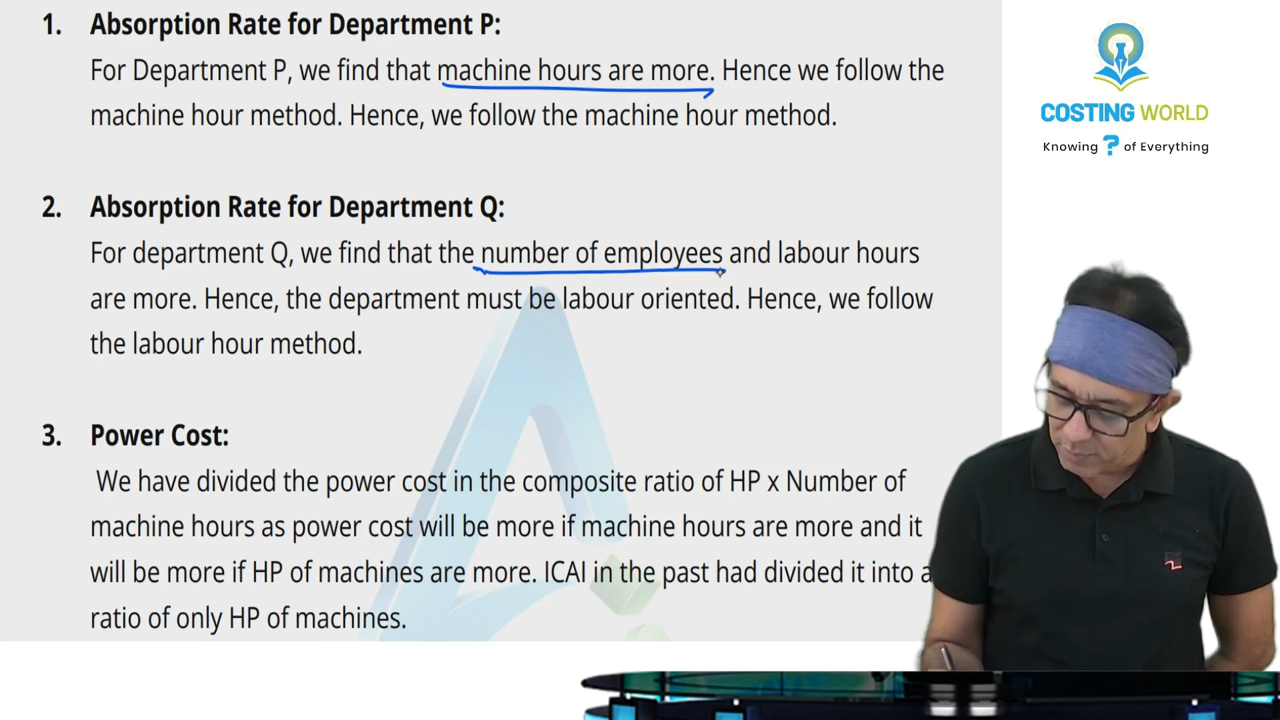 1. Absorption Rate for Department P:
For Department P, we find that machine hours are more. Hence we follow the
machine hour method. Hence, we follow the machine hour method.
2. Absorption Rate for Department Q:
For department Q, we find that the number of employees and labour hours
are more. Hence, the department must be labour oriented. Hence, we follow
the labour hour method.
3. Power Cost:
We have divided the power cost in the composite ratio of HP x Number of
machine hours as power cost will be more if machine hours are more and it
will be more if HP of machines are more. ICAI in the past had divided it into a
ratio of only HP of machines.
COSTING WORLD
Knowing ? of Everything